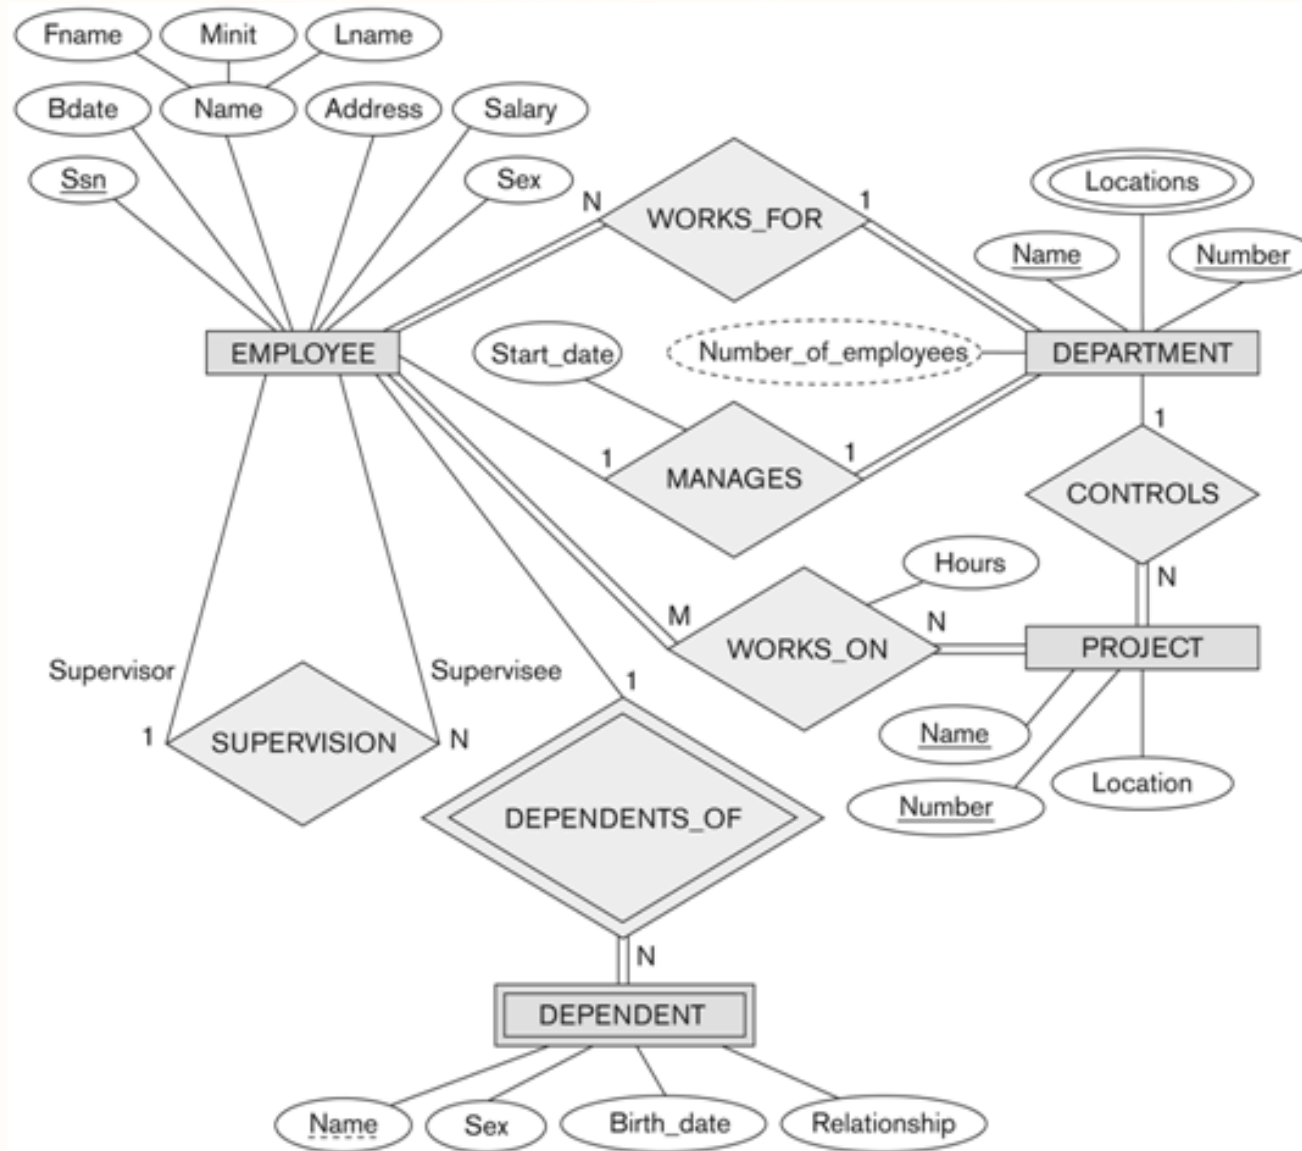 Fname
Minit
Lname
Bdate
Name
Address
Salary
Ssn
Sex
N
WORKS_FOR
1
Locations
Name
Number
EMPLOYEE
Start_date
Number_of_employees
DEPARTMENT
1
MANAGES
1
1
CONTROLS
N
Hours
M
WORKS_ON
N
PROJECT
Supervisor
Supervisee
1
SUPERVISION
N
1
Name
Number
Location
DEPENDENTS_OF
N
DEPENDENT
Name
Sex
Birth_date
Relationship